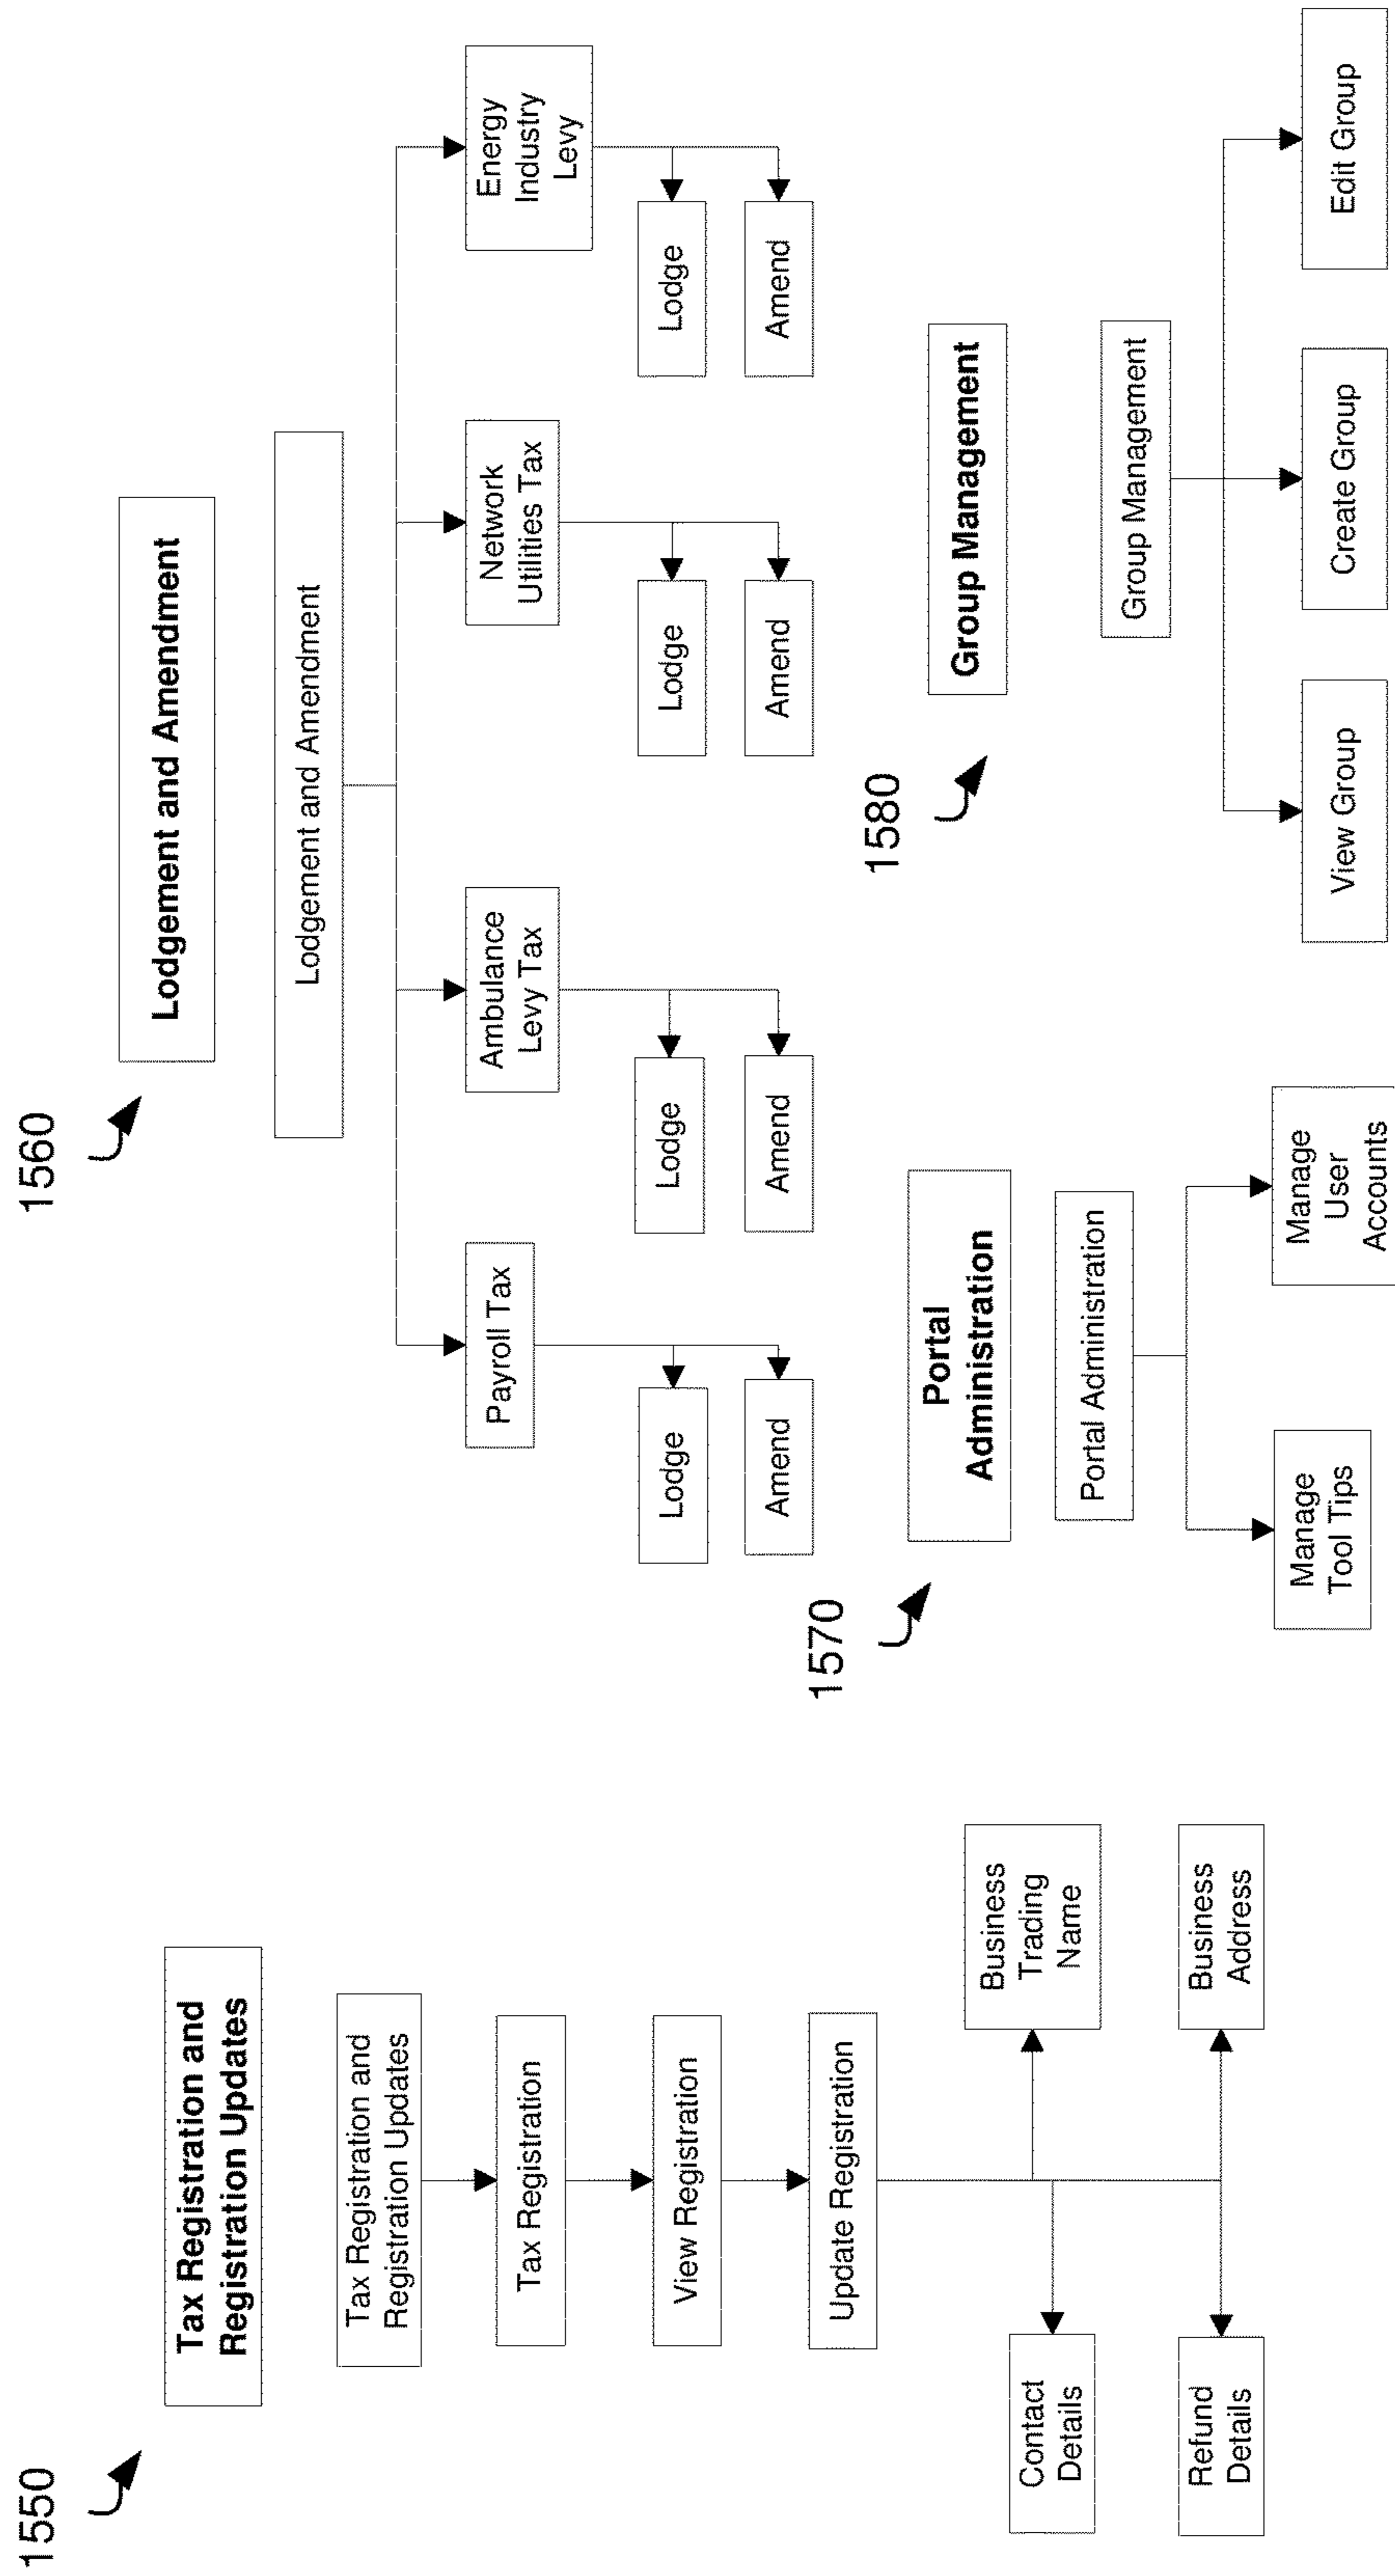 1550
Tax Registration and
Registration Updates
Tax Registration and
Registration Updates
Tax Registration
View Registration
Update Registration
Contact
Details
Business
Trading
Name
Refund
Details
Business
Address
1560
Lodgement and Amendment
Lodgement and Amendment
Payroll Tax
Lodge
Amend
Ambulance
Levy Tax
Lodge
Amend
Network
Utilities Tax
Lodge
Amend
Energy
Industry
Levy
Lodge
Amend
1570
Portal
Administration
Portal Administration
Manage
Tool Tips
Manage
User
Accounts
1580
Group Management
Group Management
View Group
Create Group
Edit Group